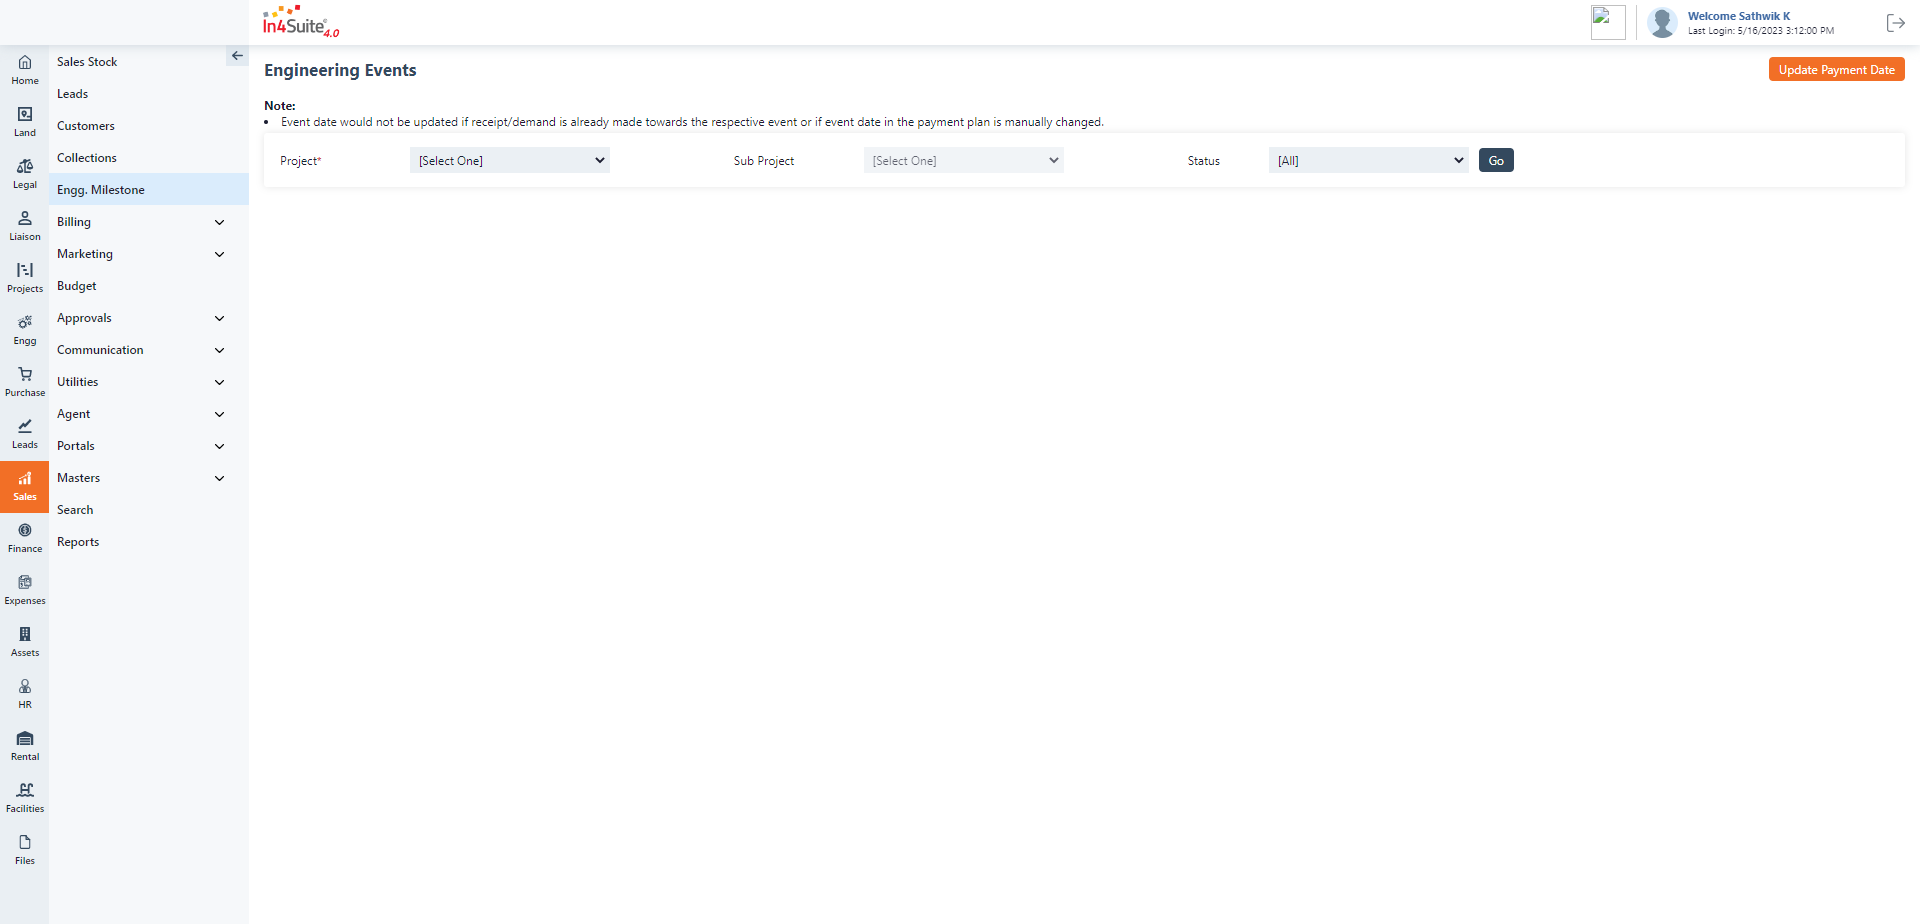 In4Suite®
4.0
Welcome Sathwik K
Last Login: 5/16/2023 3:12:00 PM
Home
Land
Legal
Liaison
Projects
Engg
Purchase
Leads
Sales
Finance
Expenses
Assets
HR
Rental
Facilities
Files
Sales Stock
Leads
Customers
Collections
Engg. Milestone
Billing
Marketing
Budget
Approvals
Communication
Utilities
Agent
Portals
Masters
Search
Reports
Engineering Events
Update Payment Date
Note:
• Event date would not be updated if receipt/demand is already made towards the respective event or if event date in the payment plan is manually changed.
Project* [Select One] Sub Project [Select One] Status [All] Go